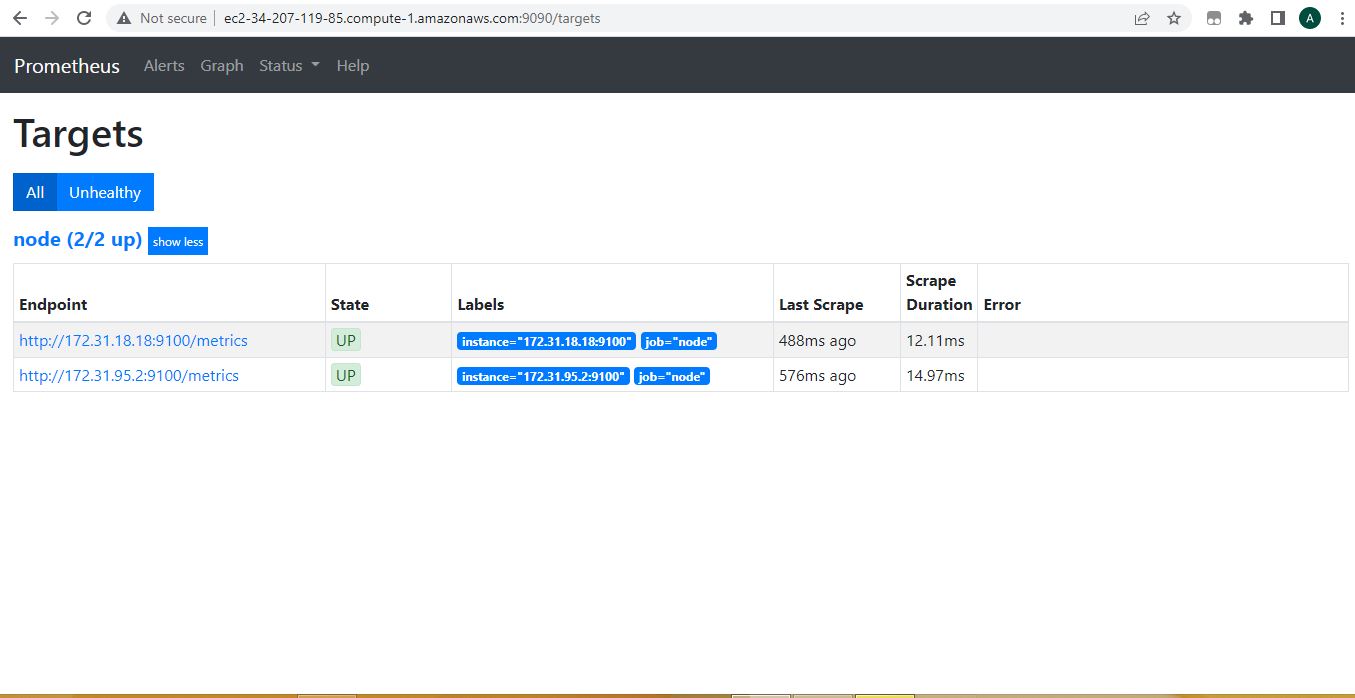 Not secure | ec2-34-207-119-85.compute-1.amazonaws.com:9090/targets
A
Prometheus Alerts Graph Status Help
Targets
All Unhealthy
node (2/2 up) show less
Endpoint State Labels Last Scrape Scrape Duration Error
http://172.31.18.18:9100/metrics UP instance="172.31.18.18:9100" job="node" 488ms ago 12.11ms
http://172.31.95.2:9100/metrics UP instance="172.31.95.2:9100" job="node" 576ms ago 14.97ms